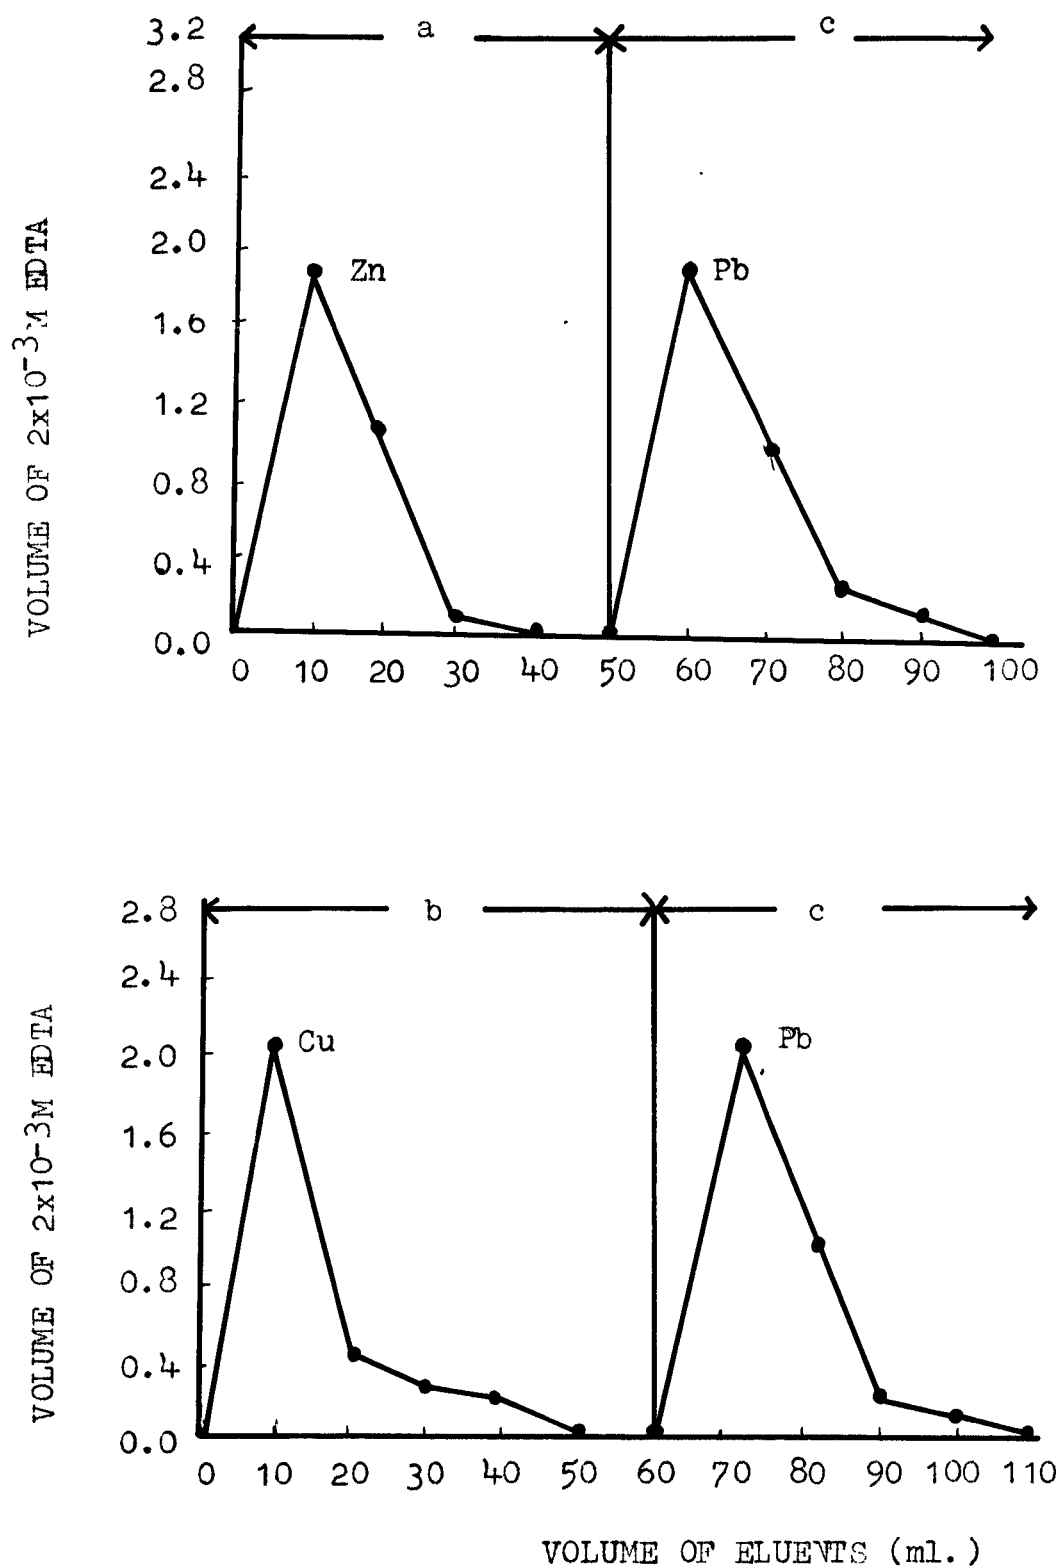 a c
3.2
2.8
2.4
2.0
1.6
1.2
0.8
0.4
0.0
Zn Pb
0 10 20 30 40 50 60 70 80 90 100
VOLUME OF 2x10-3M EDTA
b c
2.8
2.4
2.0
1.6
1.2
0.8
0.4
0.0
Cu Pb
0 10 20 30 40 50 60 70 80 90 100 110
VOLUME OF 2x10-3M EDTA
VOLUME OF ELUENTS (ml.)